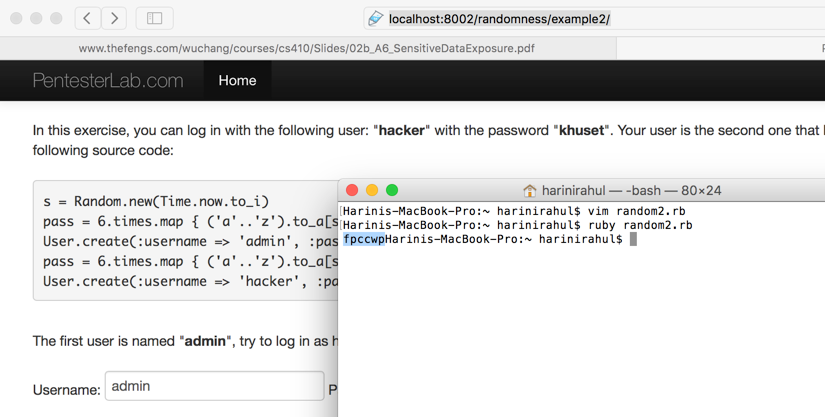 localhost:8002/randomness/example2/
www.thefengs.com/wuchang/courses/cs410/Slides/02b_A6_SensitiveDataExposure.pdf
PentesterLab.com Home
In this exercise, you can log in with the following user: "hacker" with the password "khuset". Your user is the second one that
following source code:
s = Random.new(Time.now.to_i)
pass = 6.times.map { ('a'..'z').to_a[s
User.create(:username => 'admin', :pas
pass = 6.times.map { ('a'..'z').to_a[s
User.create(:username => 'hacker', :pa
harinirahul — -bash — 80×24
[Harinis-MacBook-Pro:~ harinirahul$ vim random2.rb
[Harinis-MacBook-Pro:~ harinirahul$ ruby random2.rb
fpccwpHarinis-MacBook-Pro:~ harinirahul$
The first user is named "admin", try to log in as h
Username: admin P